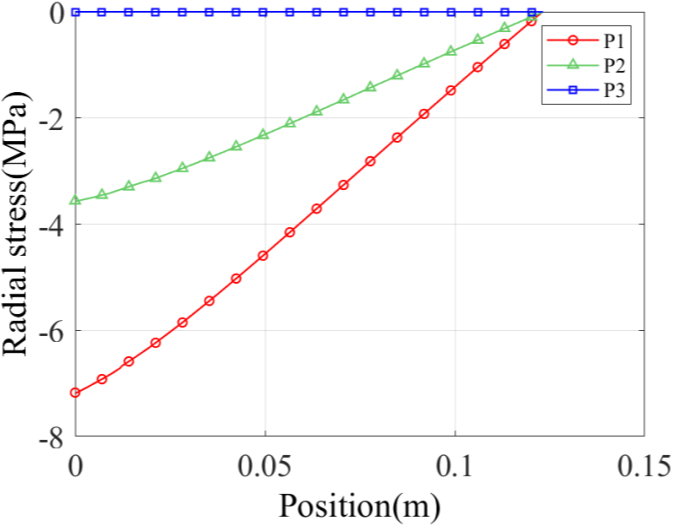 0
-2
-4
-6
-8
0
0.05
0.1
0.15
Radial stress(MPa)
Position(m)
P1
P2
P3